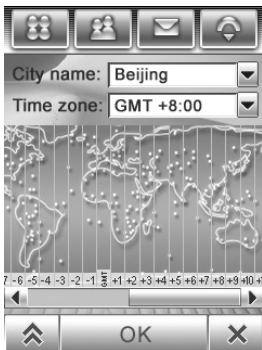 City name: Beijing
Time zone: GMT +8:00
7 -6 -5 -4 -3 -2 -1 GMT +1 +2 +3 +4 +5 +6 +7 +8 +9 +10 +
OK